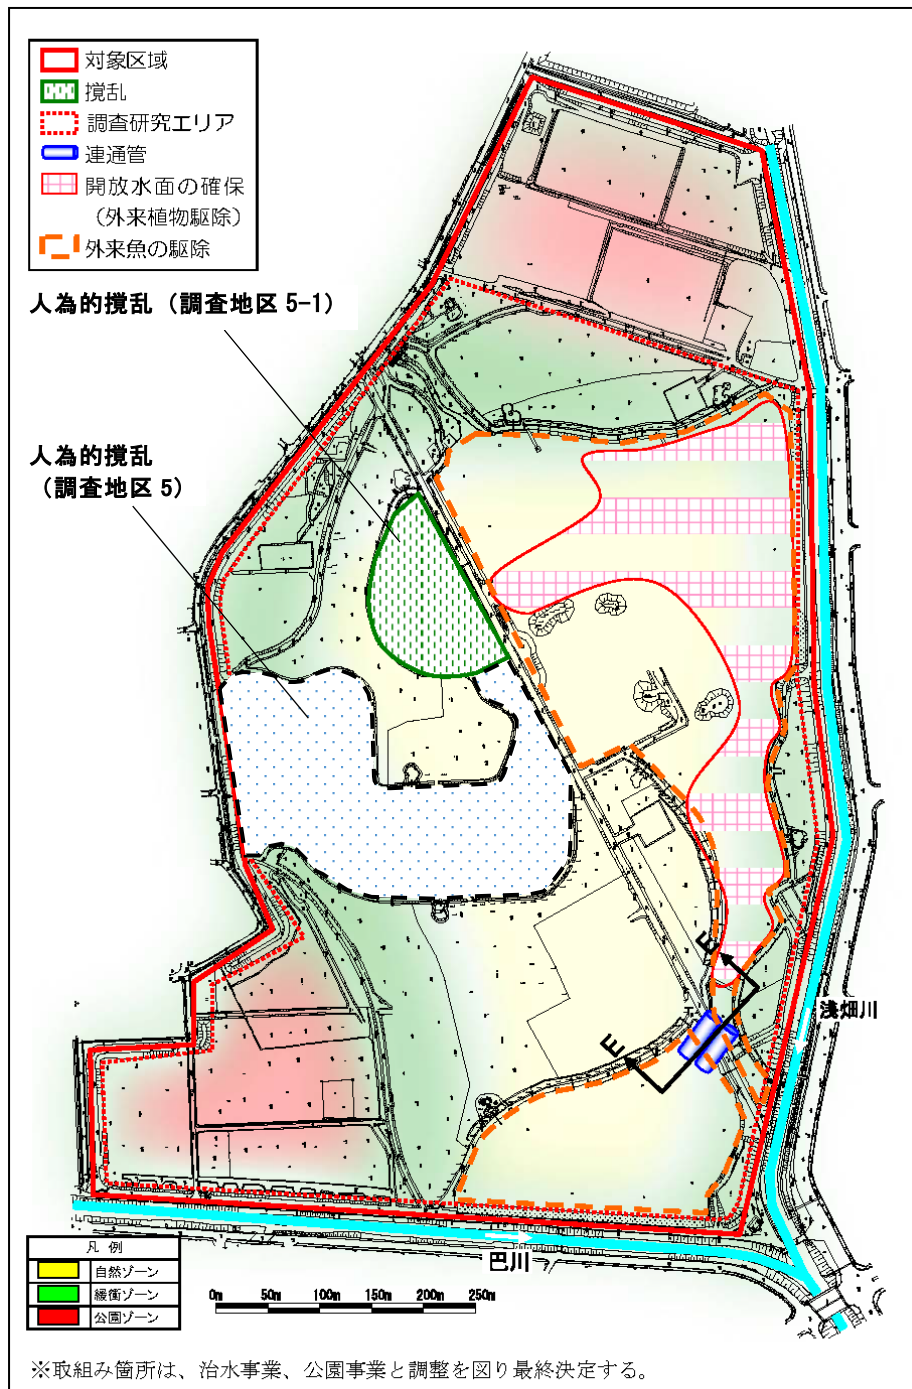 対象区域
撹乱
調査研究エリア
連通管
開放水面の確保
（外来植物駆除）
外来魚の駆除
人為的撹乱（調査地区 5-1）
人為的撹乱
（調査地区 5）
E
E
浅畑川
巴川
凡 例
自然ゾーン
緩衝ゾーン
公園ゾーン
0m 50m 100m 150m 200m 250m
※取組み箇所は、治水事業、公園事業と調整を図り最終決定する。